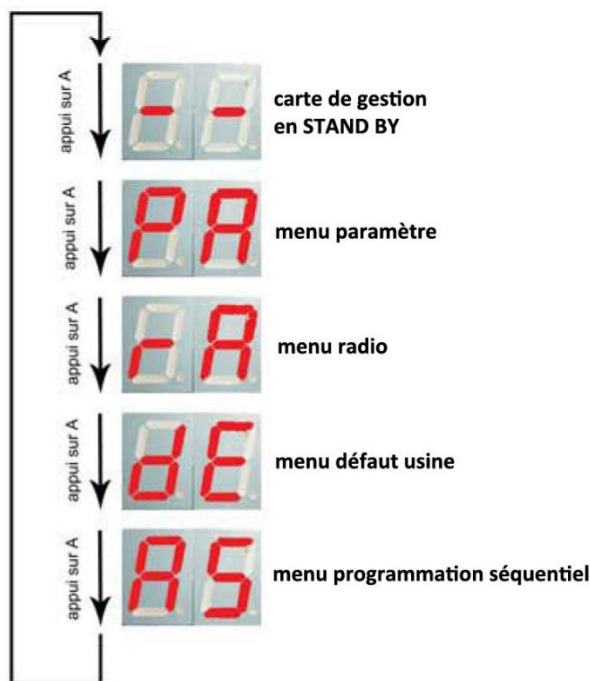 appui sur A
- -
carte de gestion
en STAND BY
appui sur A
PA
menu paramètre
appui sur A
rA
menu radio
appui sur A
dE
menu défaut usine
appui sur A
AS
menu programmation séquentiel